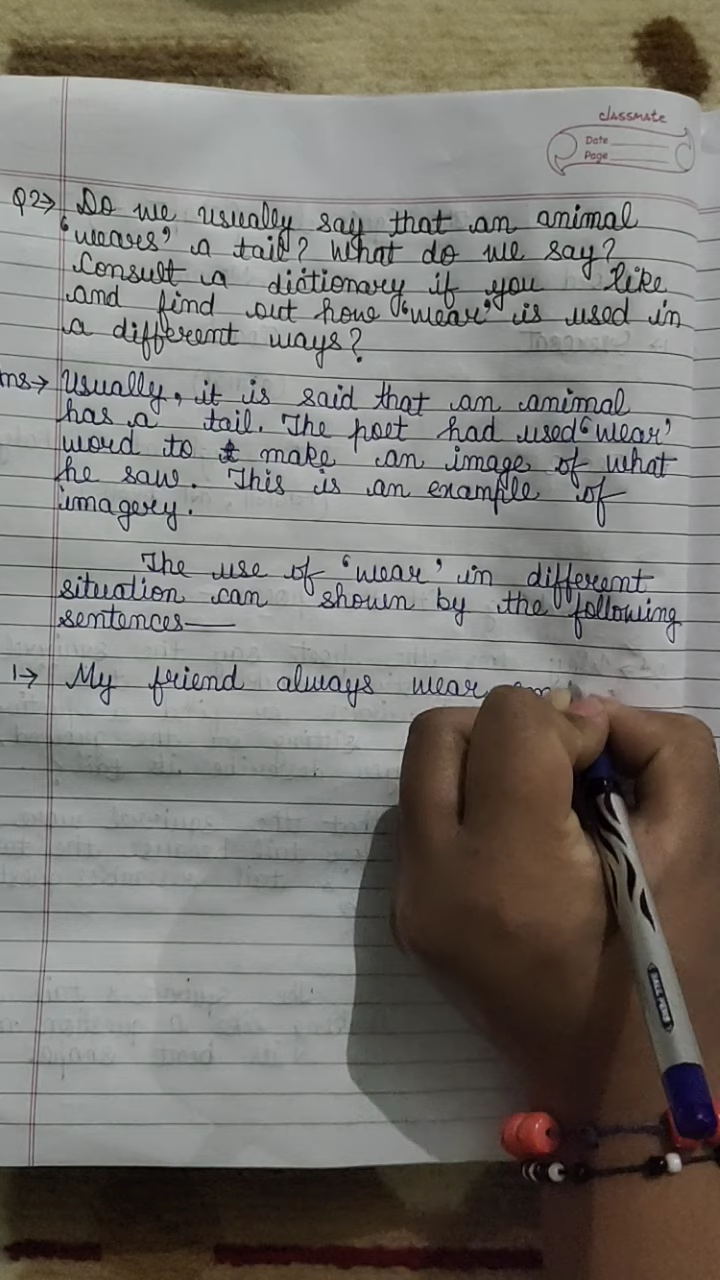 classmate
Date
Page
Q2→ Do we usually say that an animal
'wears' a tail? What do we say?
Consult a dictionary if you like
and find out how 'wear' is used in
a different ways?
ns→ Usually, it is said that an animal
has a tail. The poet had used 'wear'
word to make an image of what
he saw. This is an example of
imagery.
The use of 'wear' in different
situation can shown by the following
sentences—
1→ My friend always wear
BALL PEN